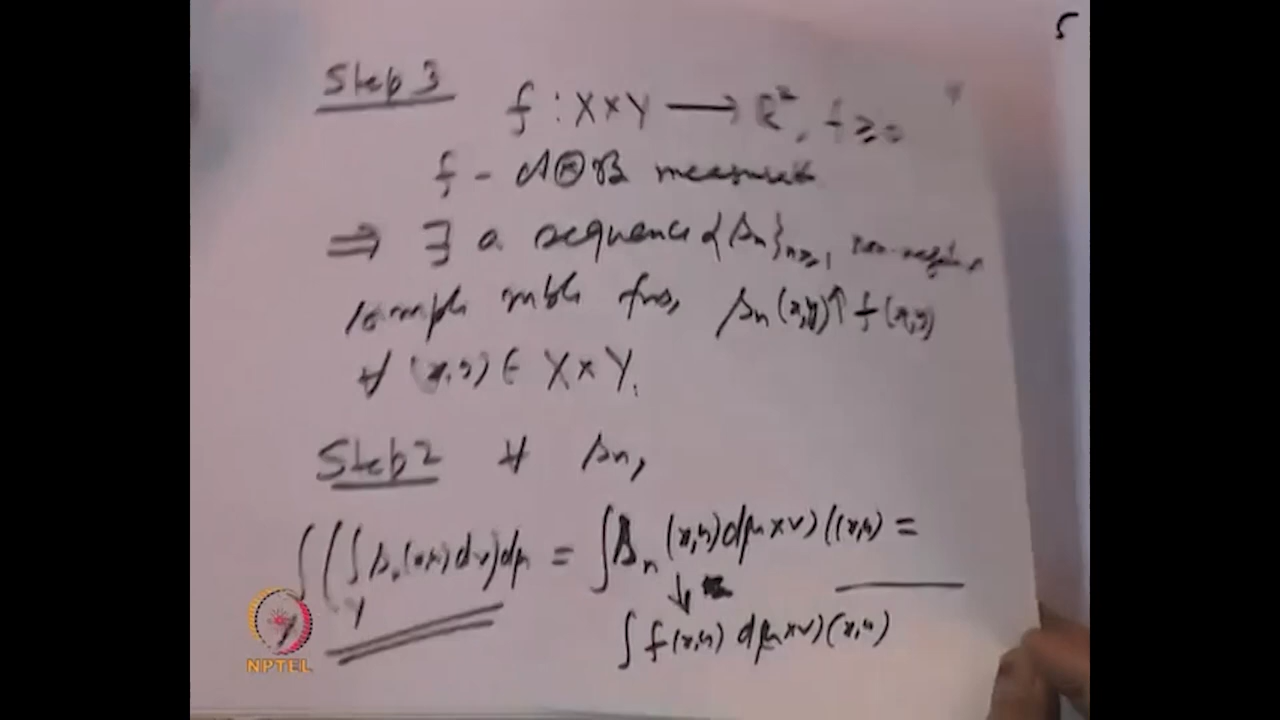 5
Step 3
f : X × Y → ℝ², f ≥ 0
f - A ⊗ B measurable
⇒ ∃ a sequence {sn}n≥1 non-negative
simple mble fns, sn(x,y) ↑ f(x,y)
∀ (x,y) ∈ X × Y.
Step 2 ∀ sn,
∫(∫Y sn(x,y) dν) dμ = ∫ sn (x,y) d(μ×ν)(x,y) =
↓
∫ f(x,y) d(μ×ν)(x,y)
NPTEL